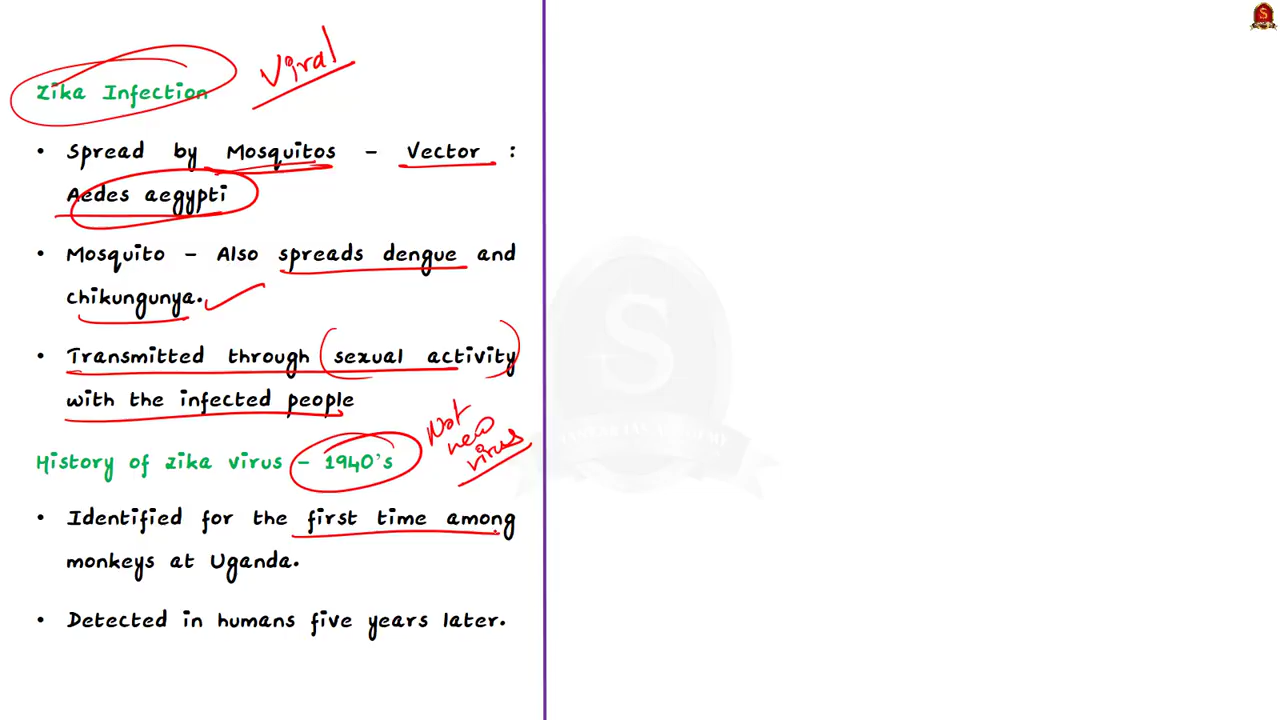 Viral
Zika Infection
• Spread by Mosquitos – Vector :
Aedes aegypti
• Mosquito – Also spreads dengue and
chikungunya.
• Transmitted through (sexual activity)
with the infected people
Not
new
virus
History of zika virus – 1940's
• Identified for the first time among
monkeys at Uganda.
• Detected in humans five years later.
S